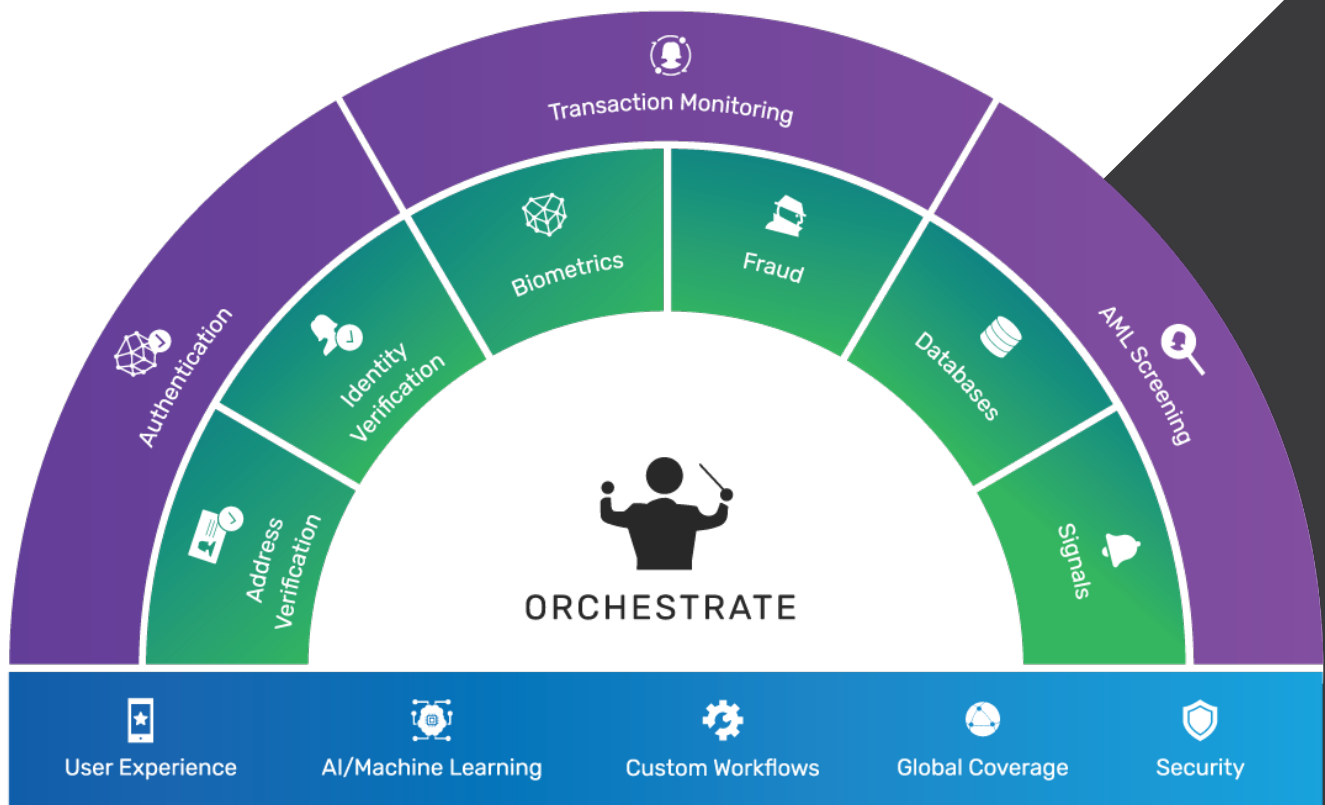 Transaction Monitoring
Authentication
AML Screening
Biometrics
Fraud
Identity
Verification
Databases
Address
Verification
Signals
ORCHESTRATE
User Experience
AI/Machine Learning
Custom Workflows
Global Coverage
Security